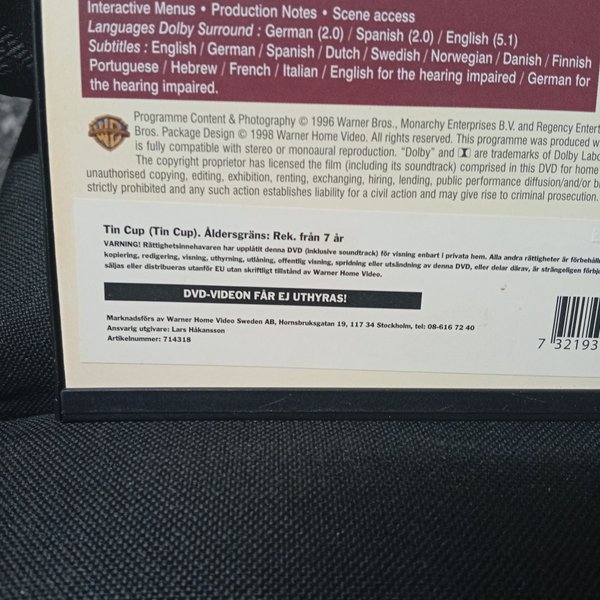 Interactive Menus • Production Notes • Scene access
Languages Dolby Surround : German (2.0) / Spanish (2.0) / English (5.1)
Subtitles : English / German / Spanish / Dutch / Swedish / Norwegian / Danish / Finnish
Portuguese / Hebrew / French / Italian / English for the hearing impaired / German for
the hearing impaired.
Programme Content & Photography © 1996 Warner Bros., Monarchy Enterprises B.V. and Regency Entert
Bros. Package Design © 1998 Warner Home Video. All rights reserved. This programme was produced w
is fully compatible with stereo or monoaural reproduction. "Dolby" and are trademarks of Dolby Labo
The copyright proprietor has licensed the film (including its soundtrack) comprised in this DVD for home
unauthorised copying, editing, exhibition, renting, exchanging, hiring, lending, public performance diffusion/and/or b
strictly prohibited and any such action establishes liability for a civil action and may give rise to criminal prosecution.
Tin Cup (Tin Cup). Åldersgräns: Rek. från 7 år
VARNING! Rättighetsinnehavaren har upplåtit denna DVD (inklusive soundtrack) för visning enbart i privata hem. Alla andra rättigheter är förbehåll
kopiering, redigering, visning, uthyrning, utlåning, offentlig visning, spridning eller utsändning av denna DVD, eller delar därav, är strängeligen förbj
säljas eller distribueras utanför EU utan skriftligt tillstånd av Warner Home Video.
DVD-VIDEON FÅR EJ UTHYRAS!
Marknadsförs av Warner Home Video Sweden AB, Hornsbruksgatan 19, 117 34 Stockholm, tel: 08-616 72 40
Ansvarig utgivare: Lars Håkansson
Artikelnummer: 714318
7 32193